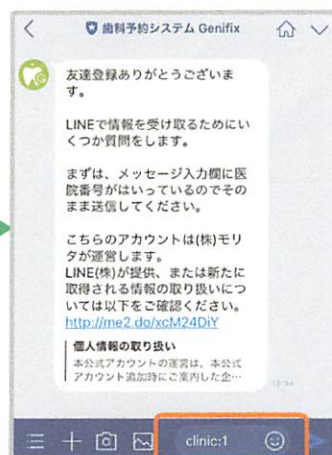 歯科予約システム Genifix
友達登録ありがとうございま
す。
LINEで情報を受け取るためにい
くつか質問をします。
まずは、メッセージ入力欄に医
院番号がはいっているのでその
まま送信してください。
こちらのアカウントは(株)モリ
タが運営します。
LINE(株)が提供、または新たに
取得される情報の取り扱いにつ
いては以下をご確認ください。
http://me2.do/xcM24DiY
個人情報の取り扱い
本公式アカウントの運営は、本公式
アカウント追加時にご案内した企…
clinic:1